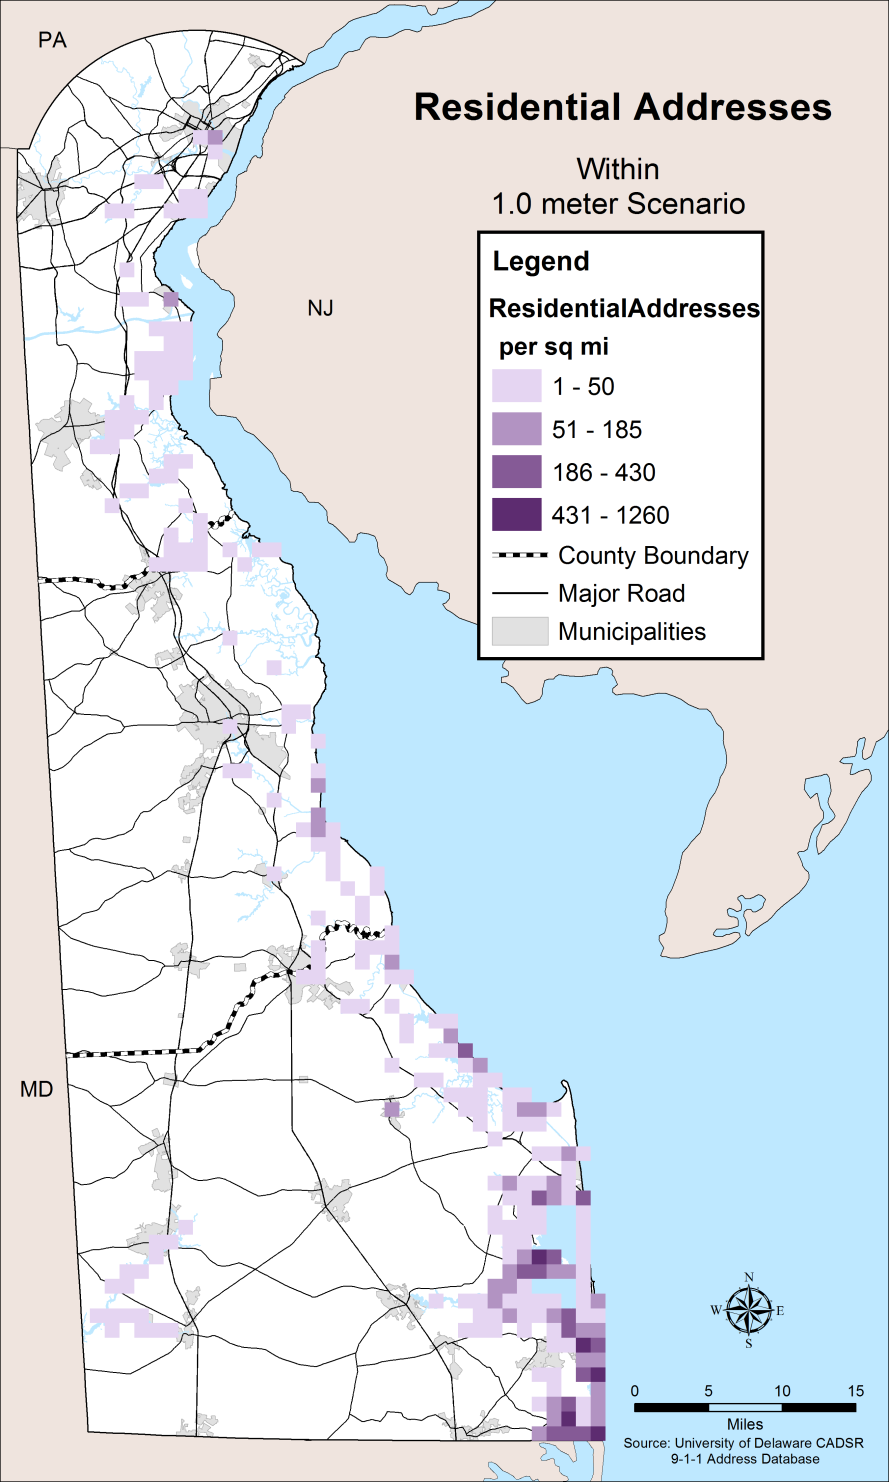 PA
Residential Addresses
Within
1.0 meter Scenario
Legend
ResidentialAddresses
per sq mi
1 - 50
51 - 185
186 - 430
431 - 1260
County Boundary
Major Road
Municipalities
NJ
MD
N
W E
S
0 5 10 15
Miles
Source: University of Delaware CADSR
9-1-1 Address Database